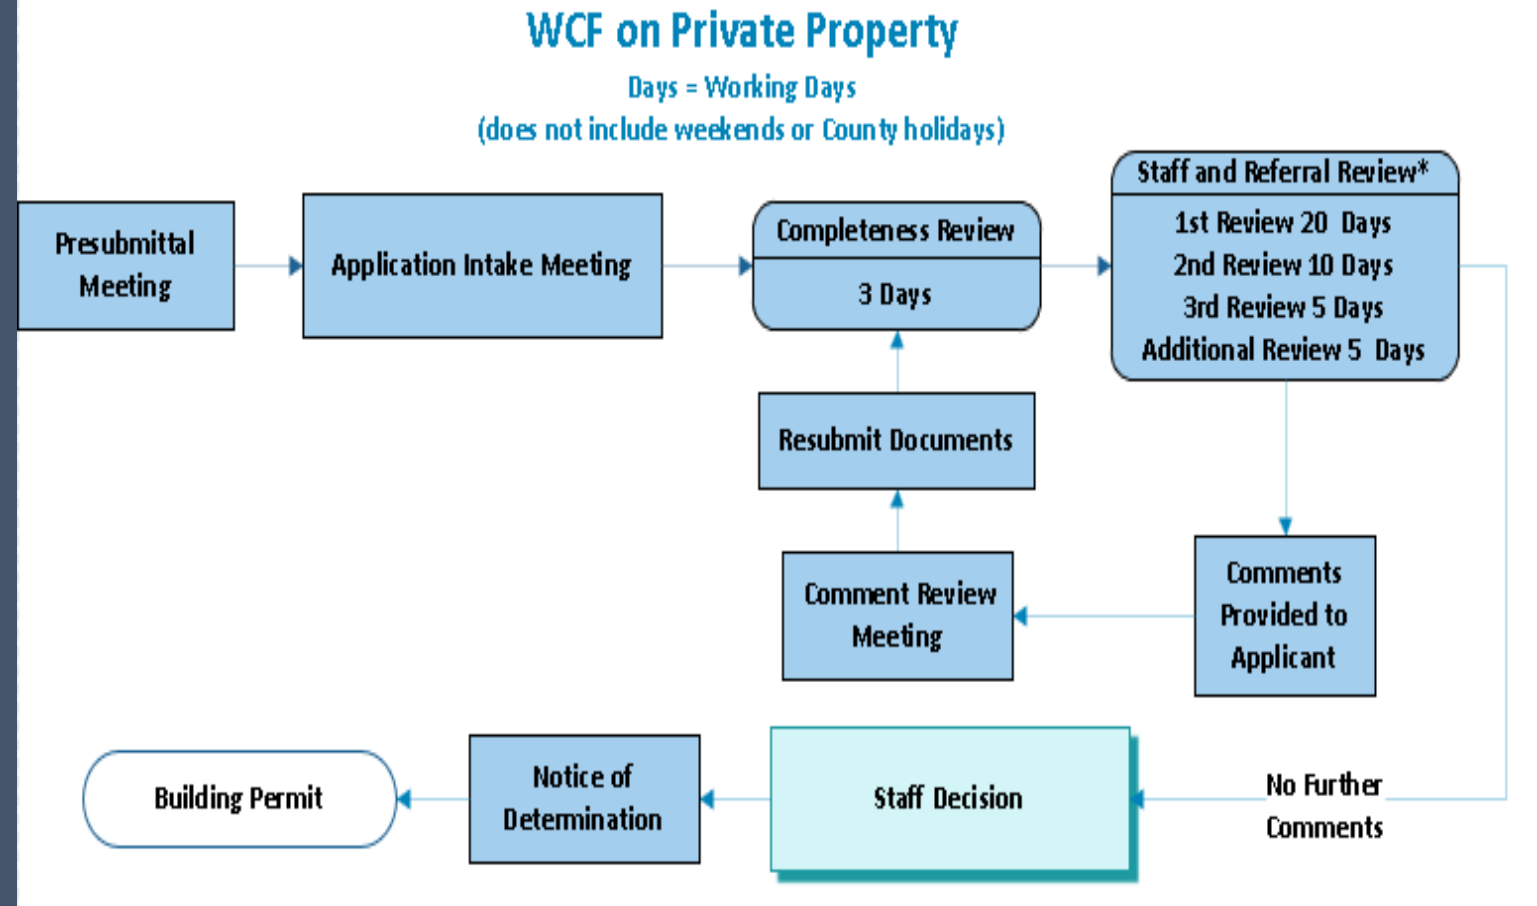 WCF on Private Property
Days = Working Days
(does not include weekends or County holidays)
Presubmittal
Meeting
Application Intake Meeting
Completeness Review
3 Days
Staff and Referral Review*
1st Review 20 Days
2nd Review 10 Days
3rd Review 5 Days
Additional Review 5 Days
Resubmit Documents
Comment Review
Meeting
Comments
Provided to
Applicant
Building Permit
Notice of
Determination
Staff Decision
No Further
Comments